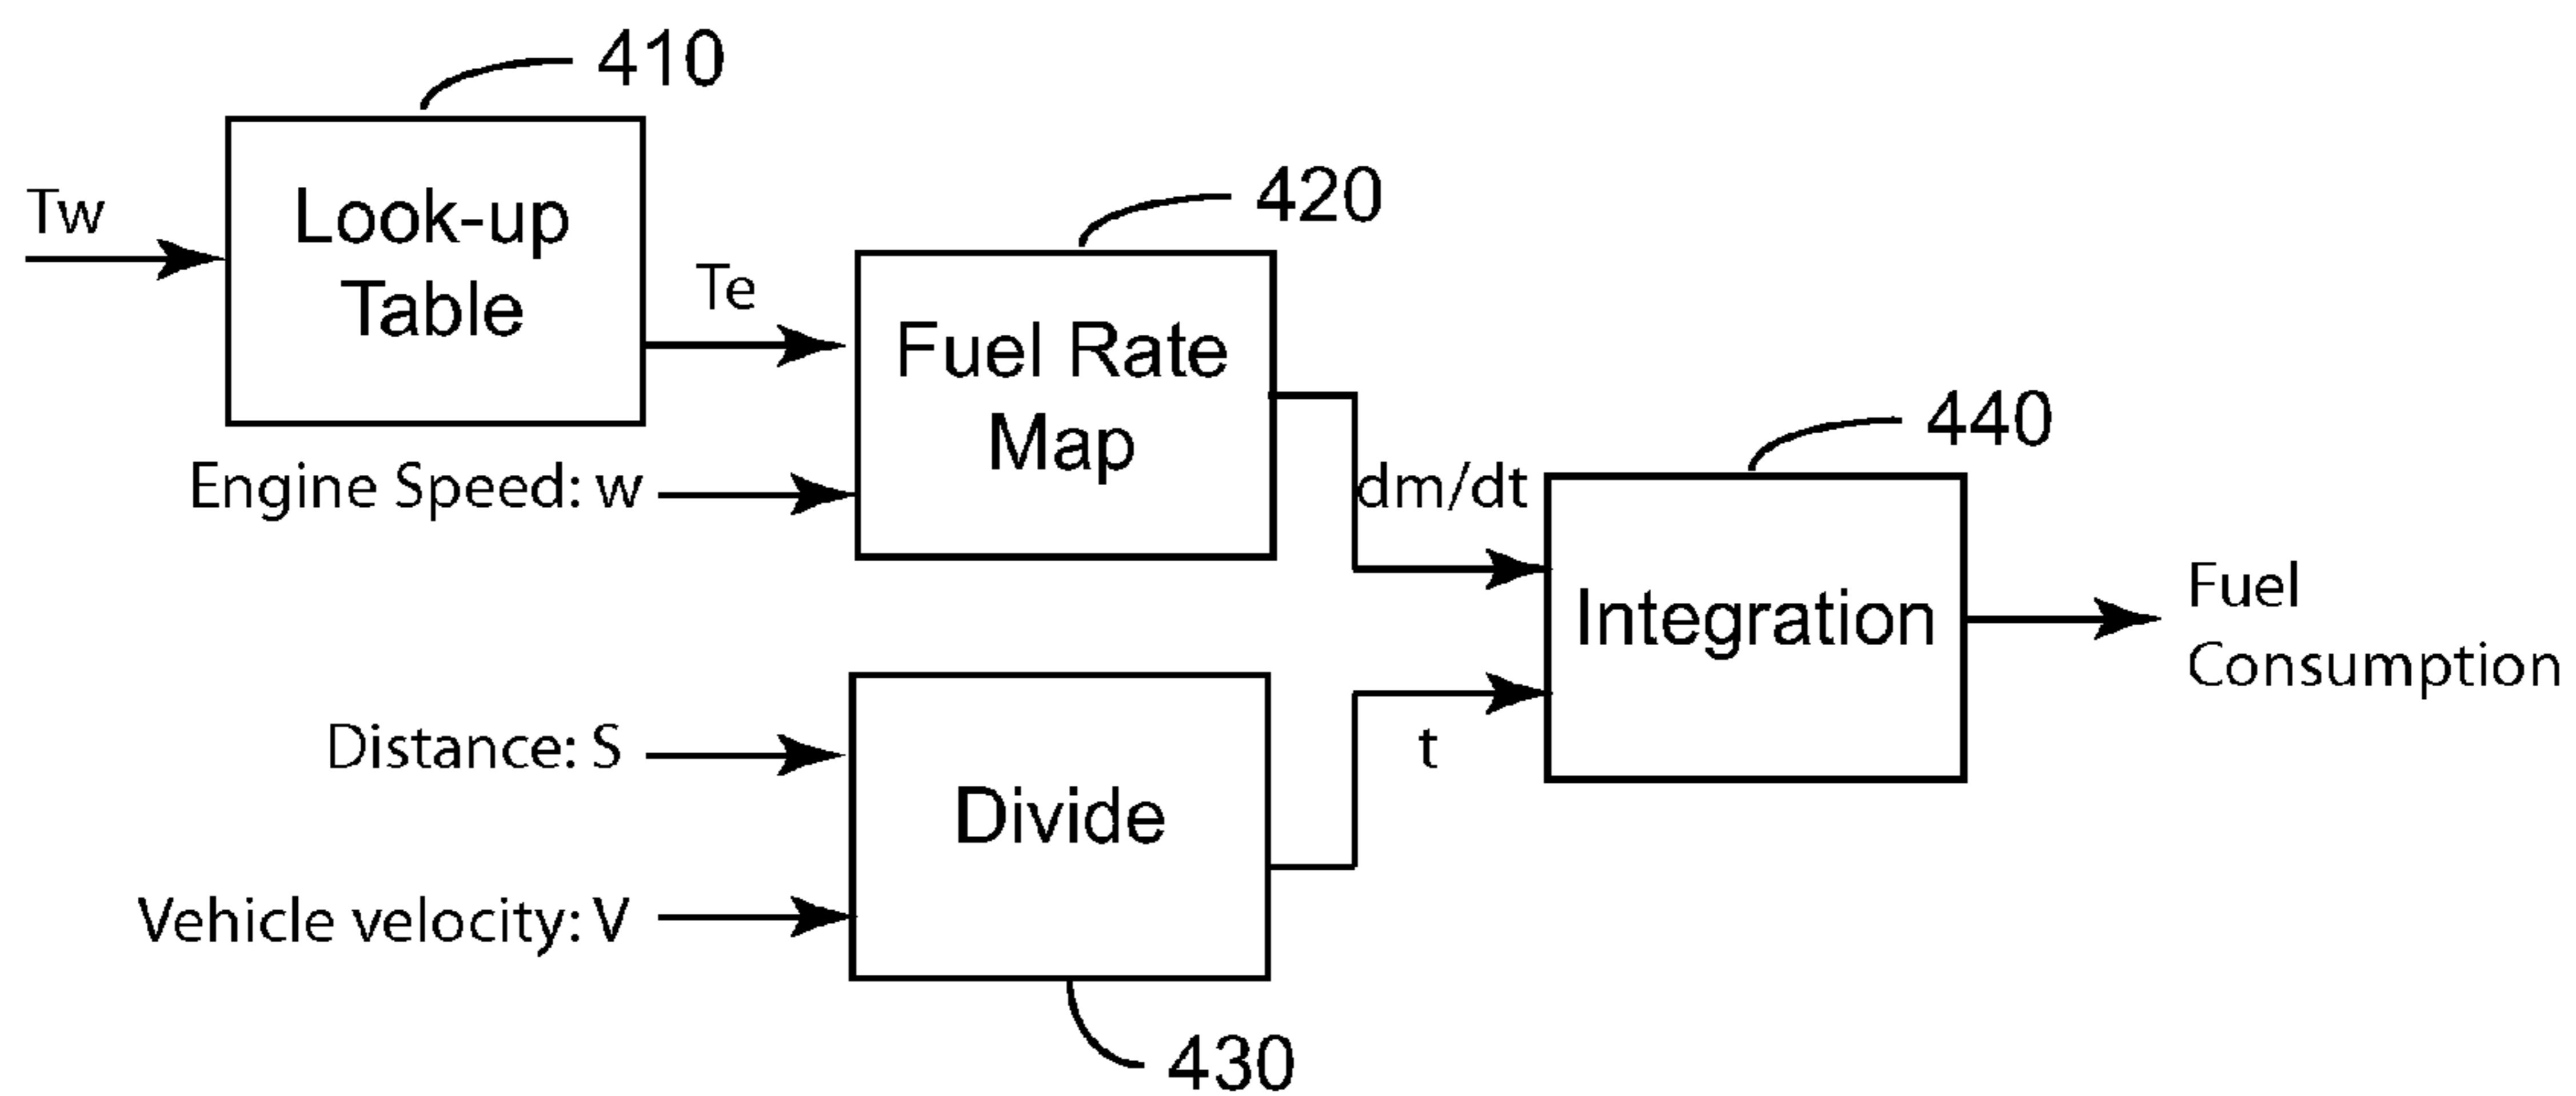 410
Tw
Look-up
Table
420
Te
Fuel Rate
Map
Engine Speed: w
dm/dt
440
Integration
Fuel
Consumption
Distance: S
t
Divide
Vehicle velocity: V
430